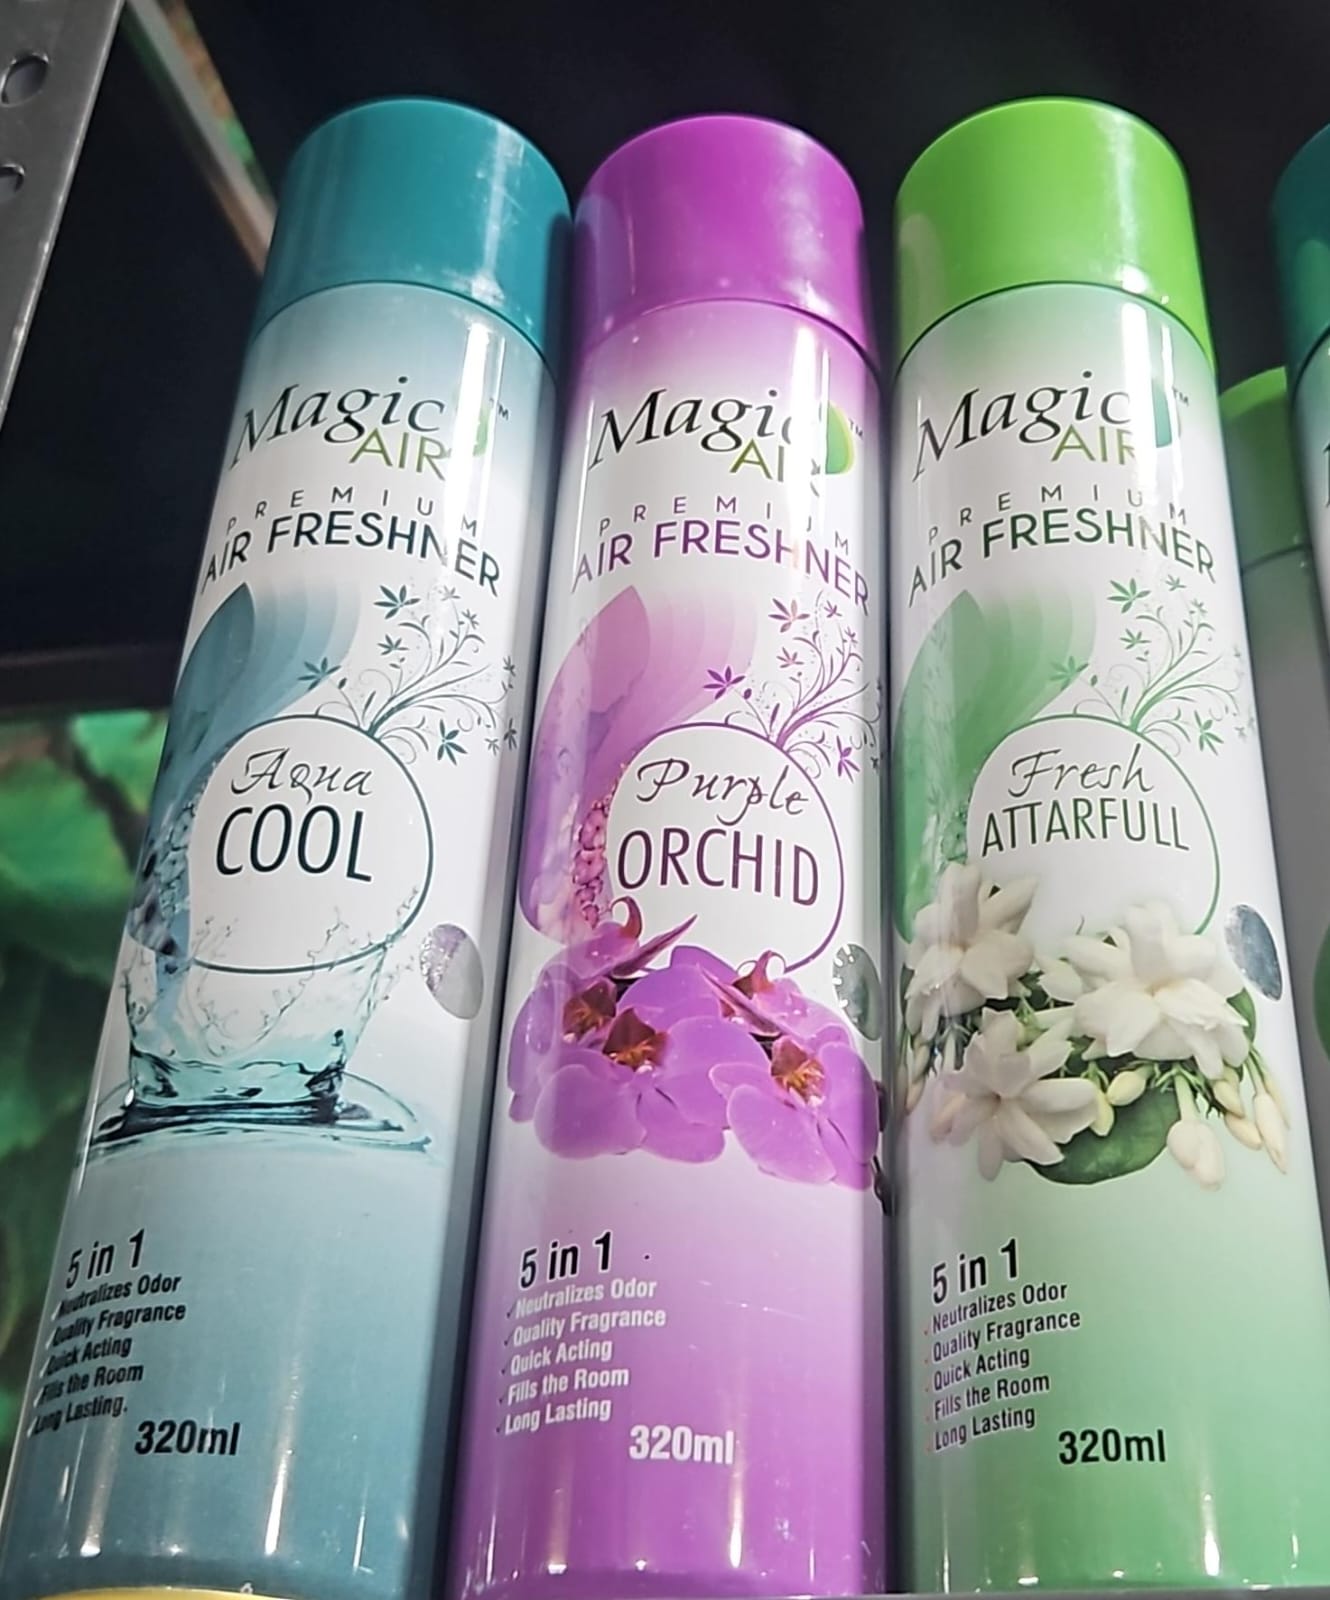 Magic
AIR
TM
PREMIUM
AIR FRESHNER
Aqua
COOL
5 in 1
Neutralizes Odor
Quality Fragrance
Quick Acting
Fills the Room
Long Lasting.
320ml
Magic
AIR
TM
PREMIUM
AIR FRESHNER
Purple
ORCHID
5 in 1
Neutralizes Odor
Quality Fragrance
Quick Acting
Fills the Room
Long Lasting
320ml
Magic
AIR
TM
PREMIUM
AIR FRESHNER
Fresh
ATTARFULL
5 in 1
Neutralizes Odor
Quality Fragrance
Quick Acting
Fills the Room
Long Lasting
320ml